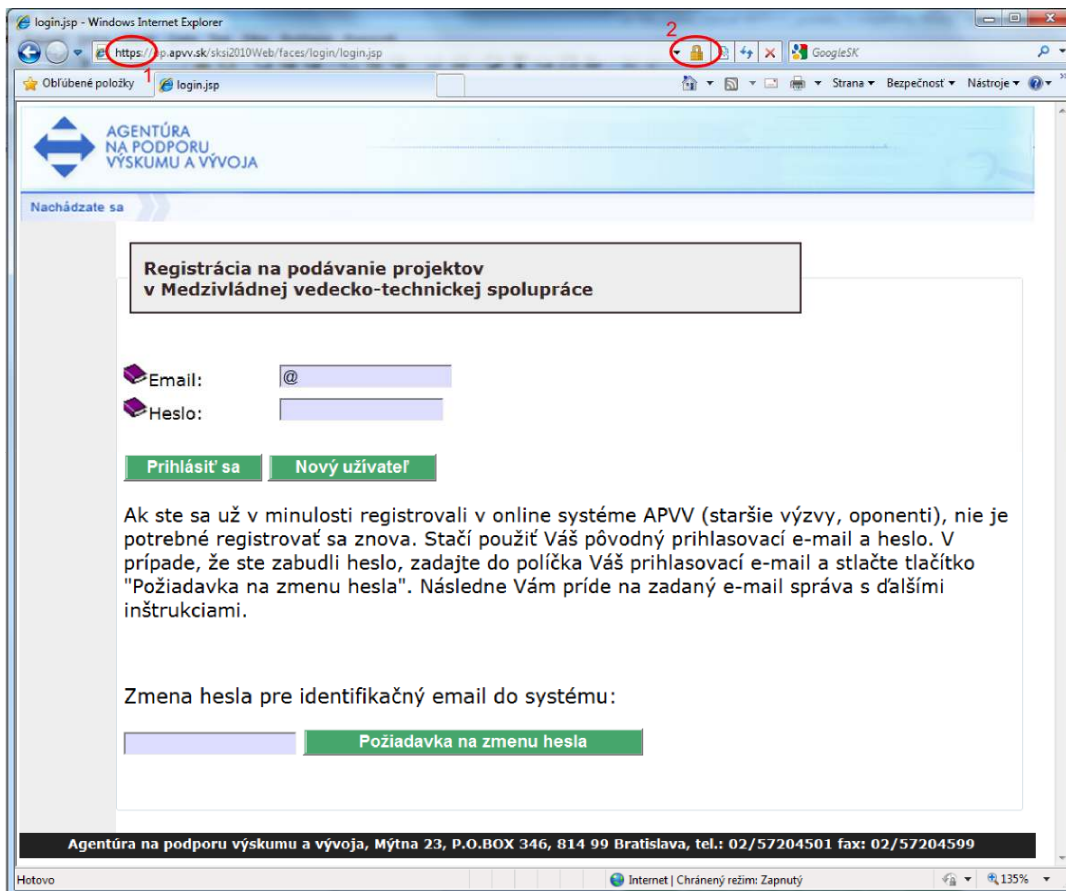 login.jsp - Windows Internet Explorer
2
https://ap.apvv.sk/sksi2010Web/faces/login/login.jsp
GoogleSK
1
Obľúbené položky
login.jsp
Strana
Bezpečnosť
Nástroje
AGENTÚRA
NA PODPORU
VÝSKUMU A VÝVOJA
Nachádzate sa
Registrácia na podávanie projektov
v Medzivládnej vedecko-technickej spolupráce
Email: @
Heslo:
Prihlásiť sa Nový užívateľ
Ak ste sa už v minulosti registrovali v online systéme APVV (staršie výzvy, oponenti), nie je
potrebné registrovať sa znova. Stačí použiť Váš pôvodný prihlasovací e-mail a heslo. V
prípade, že ste zabudli heslo, zadajte do políčka Váš prihlasovací e-mail a stlačte tlačítko
"Požiadavka na zmenu hesla". Následne Vám príde na zadaný e-mail správa s ďalšími
inštrukciami.
Zmena hesla pre identifikačný email do systému:
Požiadavka na zmenu hesla
Agentúra na podporu výskumu a vývoja, Mýtna 23, P.O.BOX 346, 814 99 Bratislava, tel.: 02/57204501 fax: 02/57204599
Hotovo
Internet | Chránený režim: Zapnutý
135%